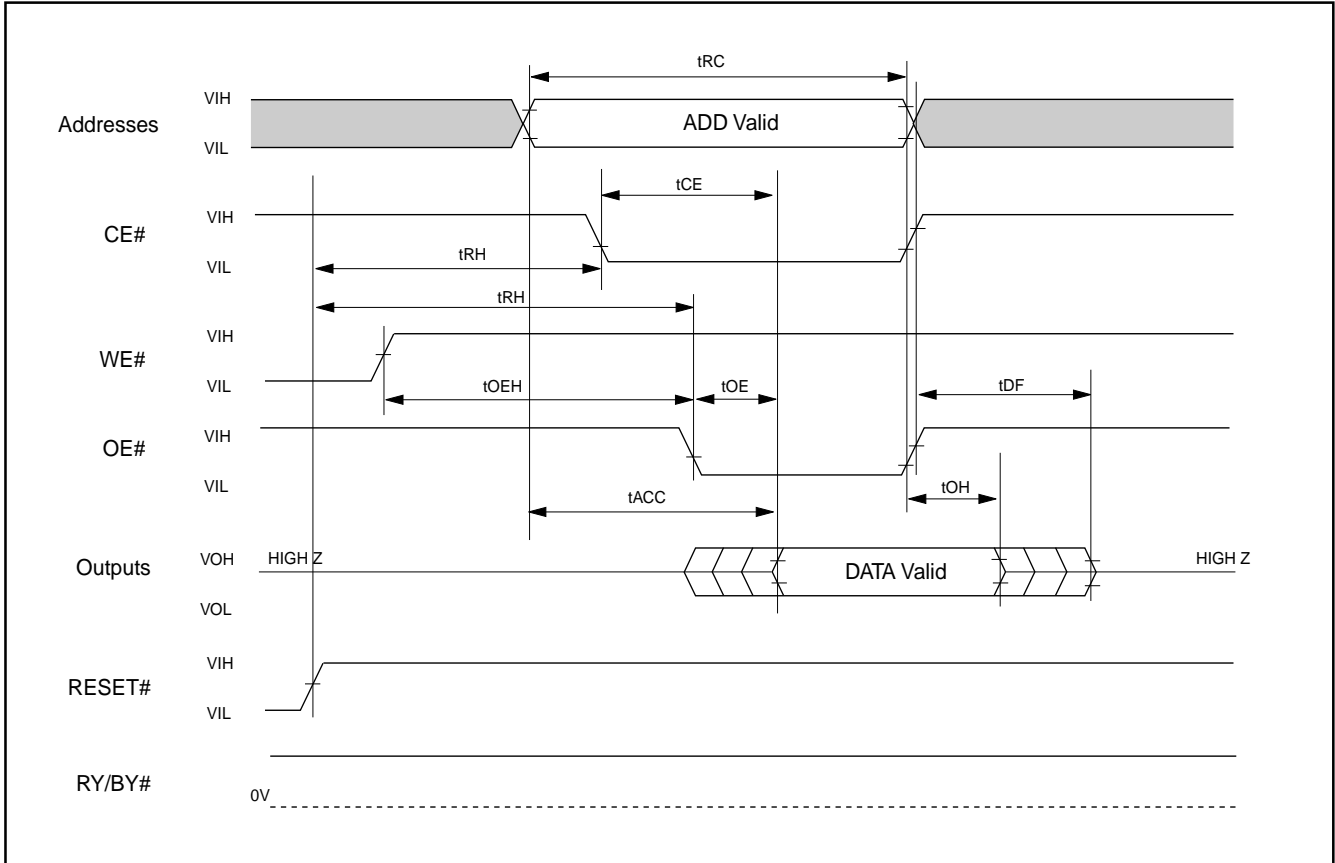 tRC
VIH
Addresses
ADD Valid
VIL
tCE
VIH
CE#
tRH
VIL
tRH
VIH
WE#
VIL
tOEH
tOE
tDF
VIH
OE#
VIL
tACC
tOH
VOH
HIGH Z
HIGH Z
Outputs
DATA Valid
VOL
VIH
RESET#
VIL
RY/BY#
0V